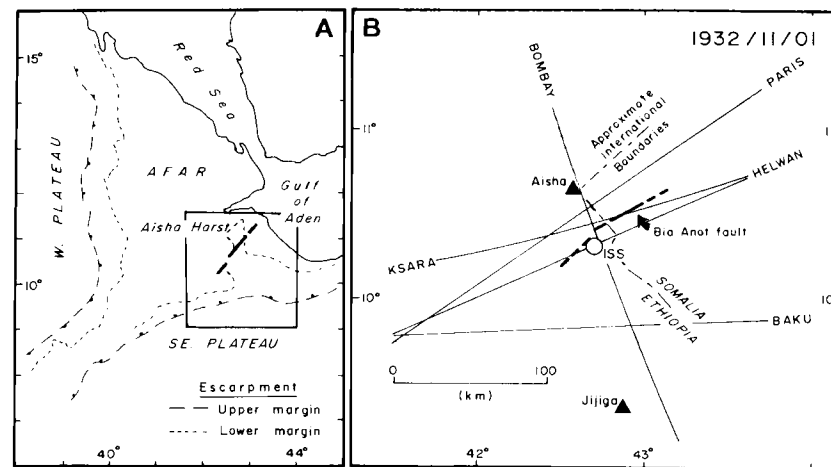 A
15°
10°
40°
44°
Red Sea
W. PLATEAU
AFAR
Gulf
of
Aden
Aisha Horst
SE. PLATEAU
Escarpment
Upper margin
Lower margin
B
1932/11/01
BOMBAY
PARIS
Approximate
International
Boundaries
11°
11
Aisha
HELWAN
Bia Anot fault
KSARA
ISS
SOMALIA
ETHIOPIA
10°
10
BAKU
0
100
(km)
Jijiga
42°
43°